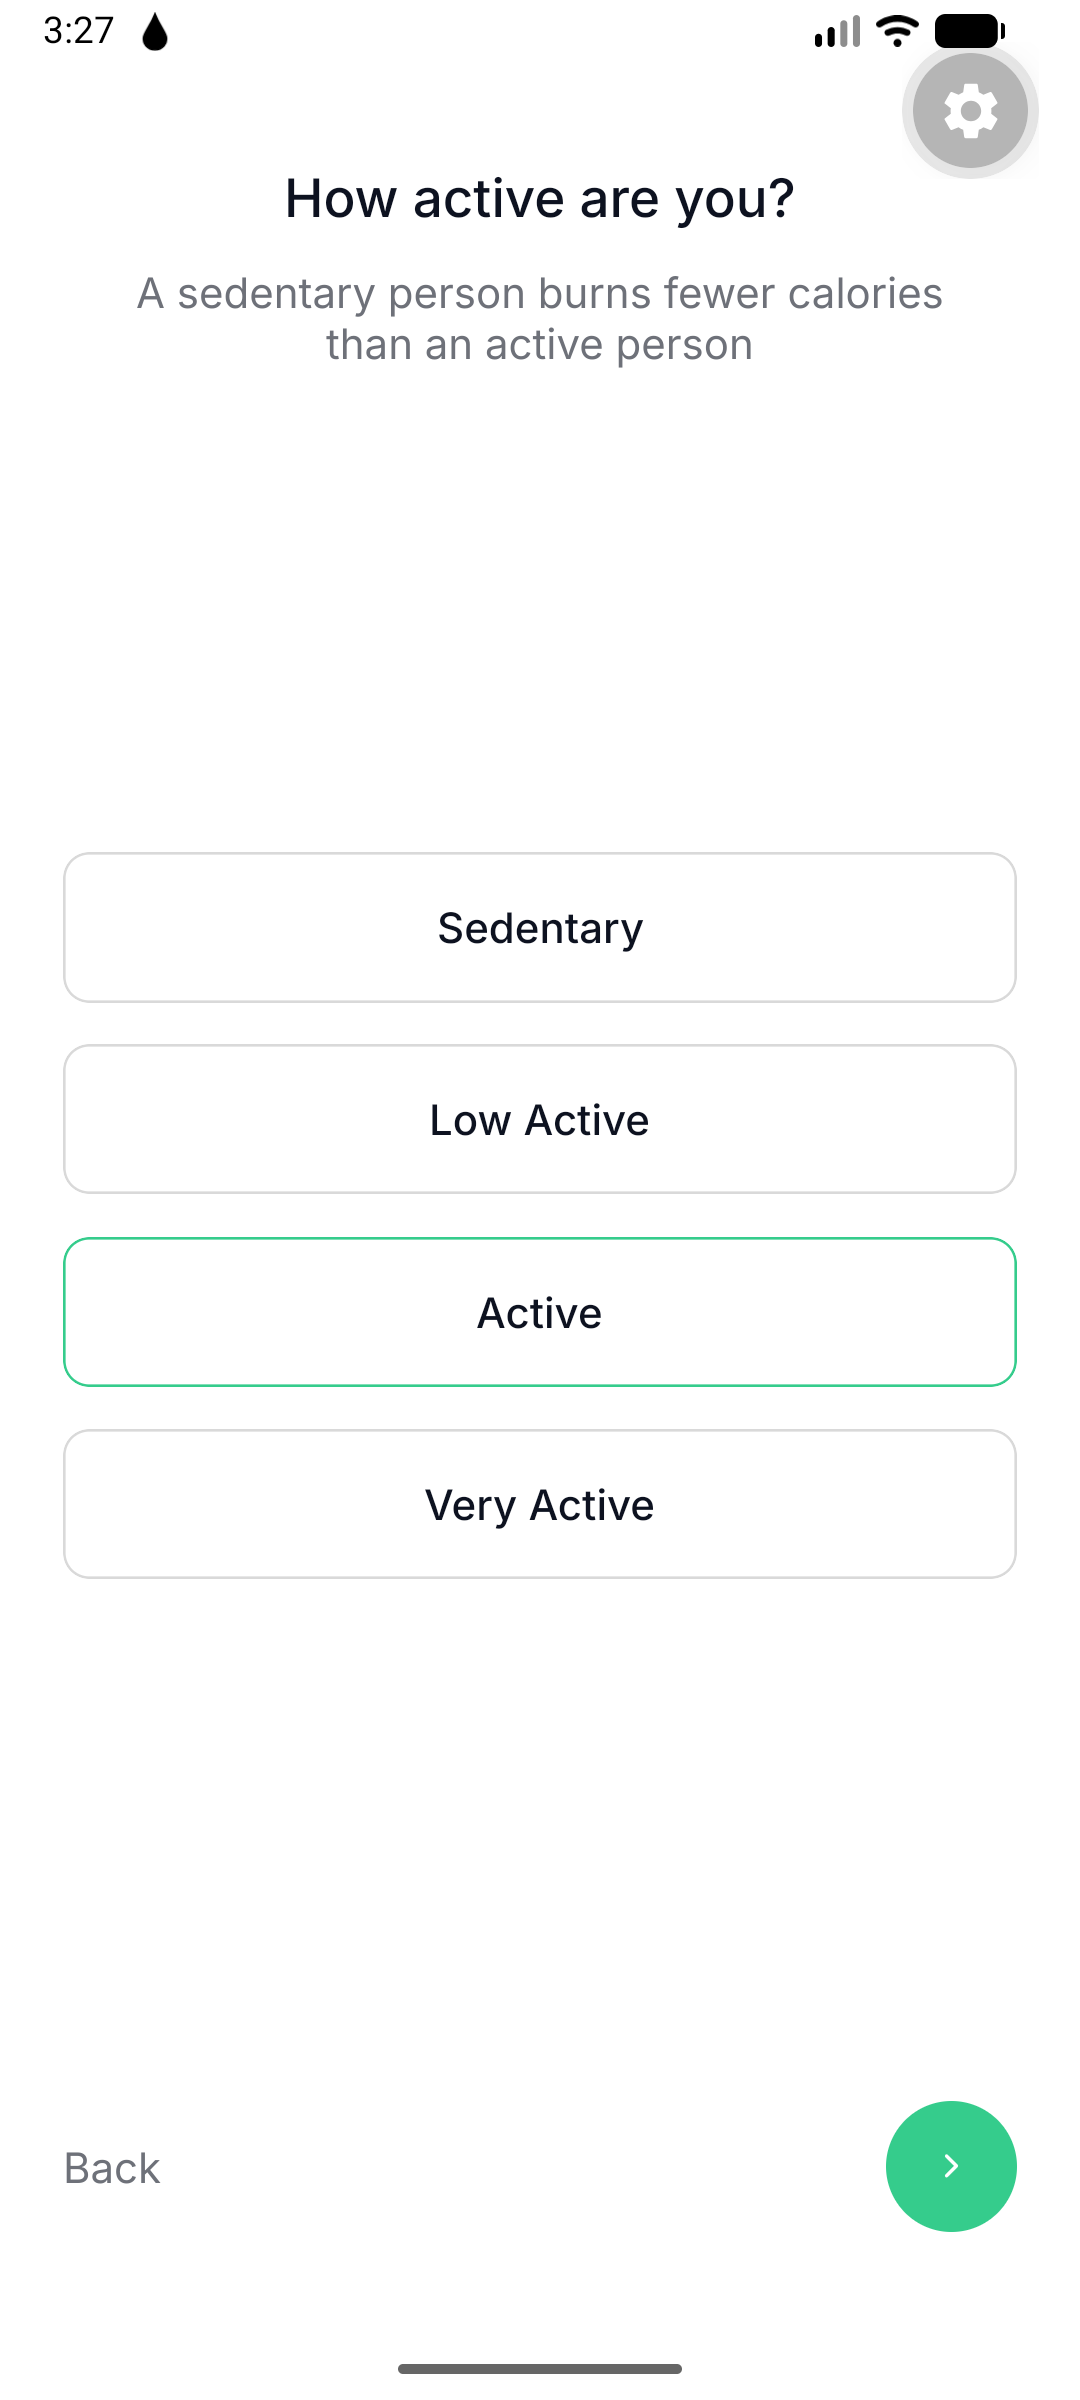 3:27
How active are you?
A sedentary person burns fewer calories
than an active person
Sedentary
Low Active
Active
Very Active
Back